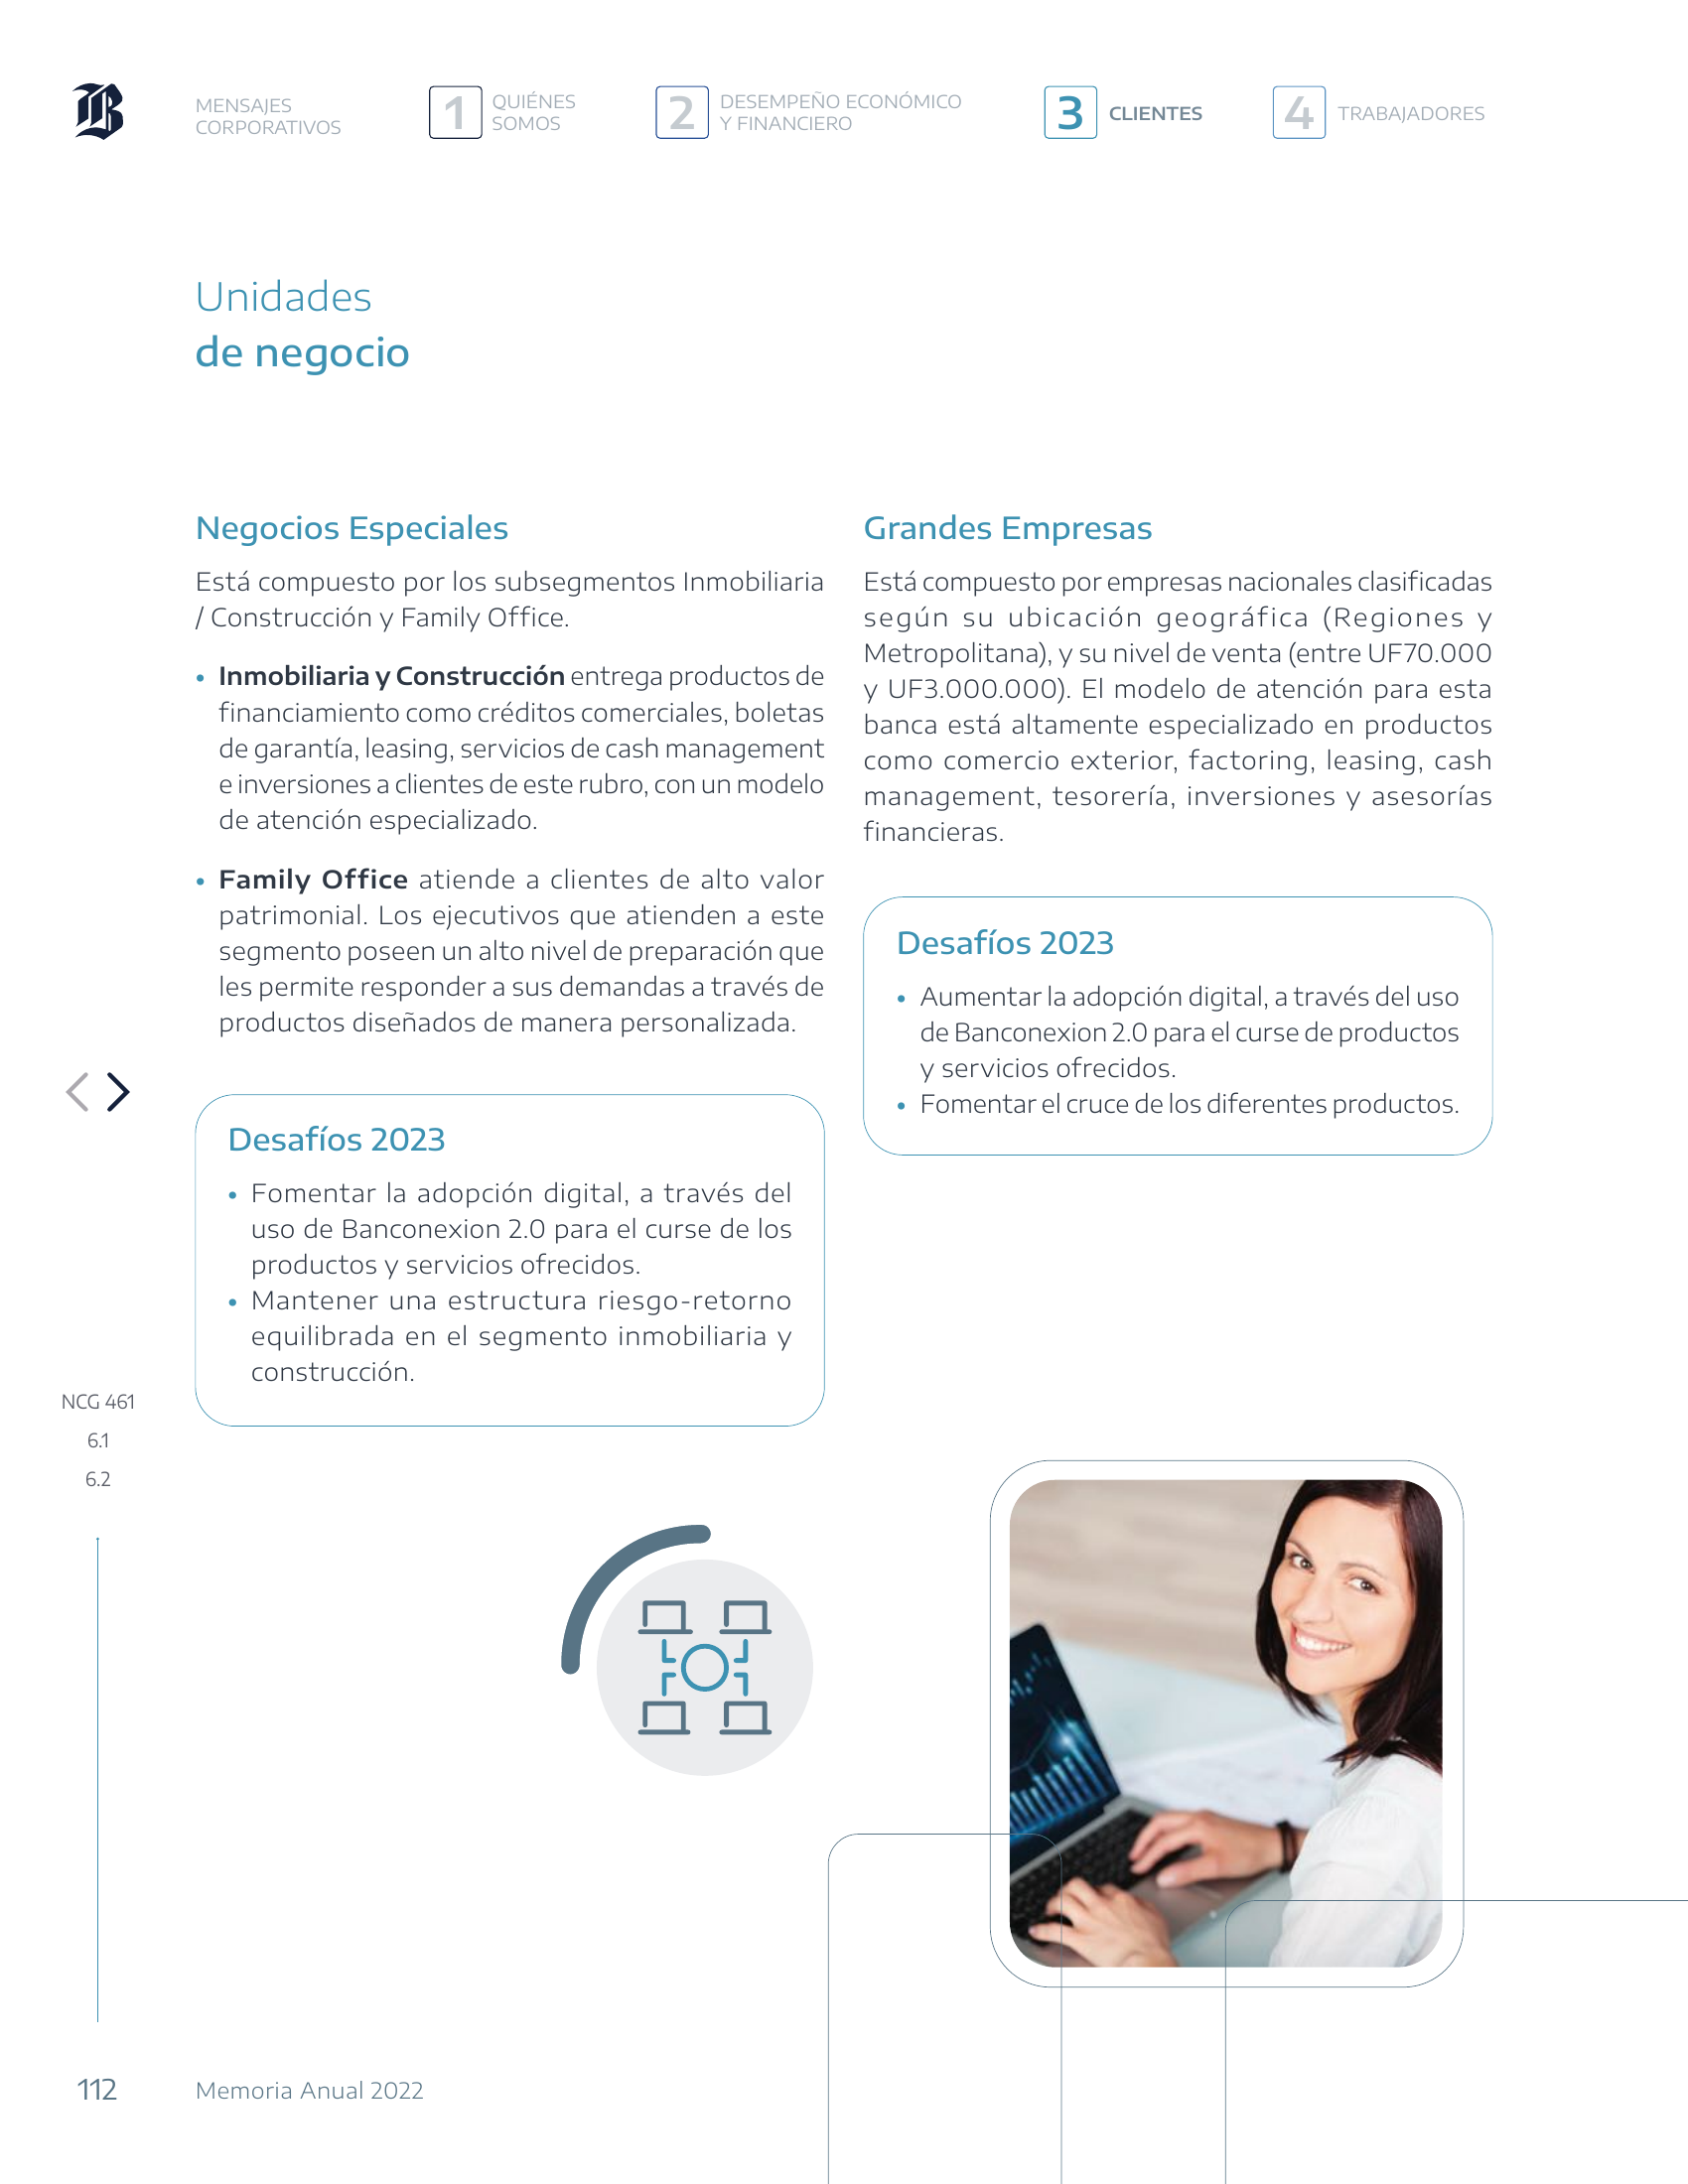 MENSAJES
CORPORATIVOS
1 QUIÉNES
SOMOS
2 DESEMPEÑO ECONÓMICO
Y FINANCIERO
3 CLIENTES
4 TRABAJADORES
Unidades
de negocio
Negocios Especiales
Está compuesto por los subsegmentos Inmobiliaria
/ Construcción y Family Office.
• Inmobiliaria y Construcción entrega productos de
financiamiento como créditos comerciales, boletas
de garantía, leasing, servicios de cash management
e inversiones a clientes de este rubro, con un modelo
de atención especializado.
• Family Office atiende a clientes de alto valor
patrimonial. Los ejecutivos que atienden a este
segmento poseen un alto nivel de preparación que
les permite responder a sus demandas a través de
productos diseñados de manera personalizada.
Desafíos 2023
• Fomentar la adopción digital, a través del
uso de Banconexion 2.0 para el curse de los
productos y servicios ofrecidos.
• Mantener una estructura riesgo-retorno
equilibrada en el segmento inmobiliaria y
construcción.
Grandes Empresas
Está compuesto por empresas nacionales clasificadas
según su ubicación geográfica (Regiones y
Metropolitana), y su nivel de venta (entre UF70.000
y UF3.000.000). El modelo de atención para esta
banca está altamente especializado en productos
como comercio exterior, factoring, leasing, cash
management, tesorería, inversiones y asesorías
financieras.
Desafíos 2023
• Aumentar la adopción digital, a través del uso
de Banconexion 2.0 para el curse de productos
y servicios ofrecidos.
• Fomentar el cruce de los diferentes productos.
NCG 461
6.1
6.2
112
Memoria Anual 2022